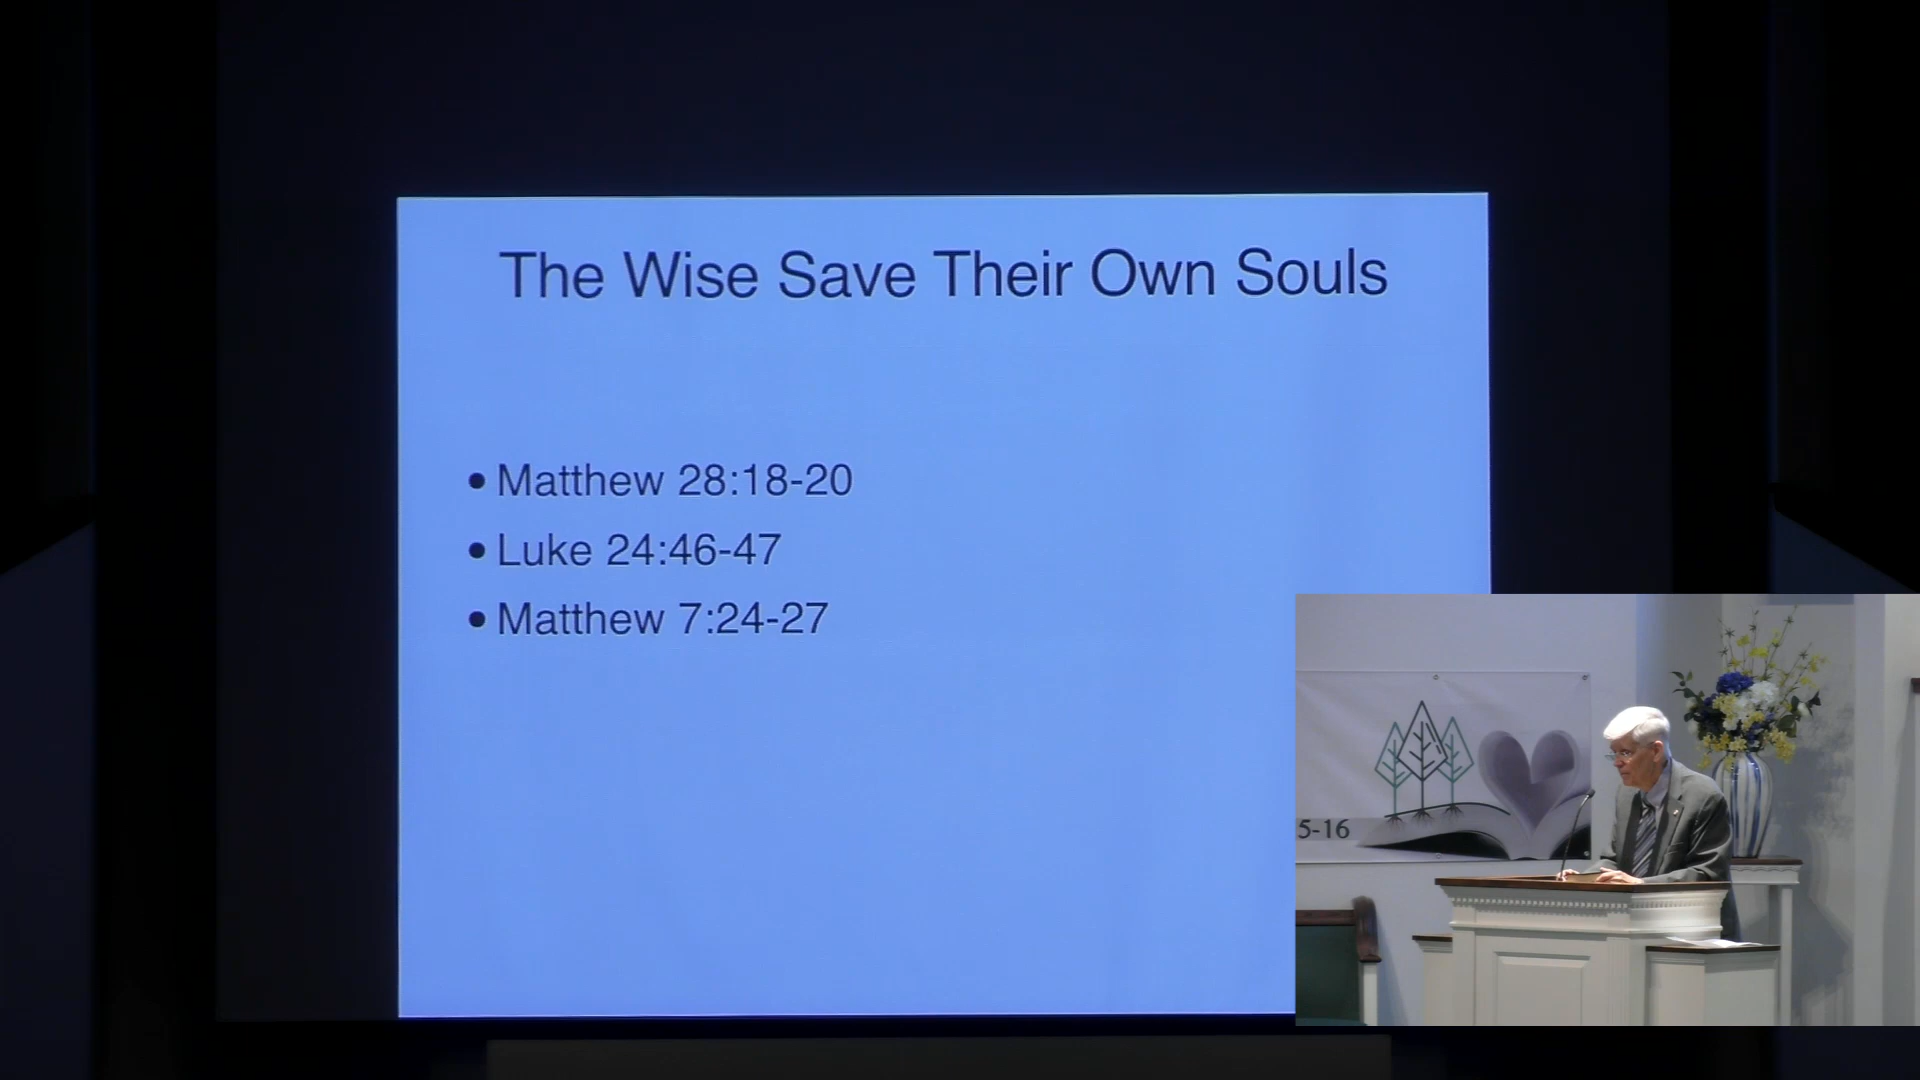 The Wise Save Their Own Souls
• Matthew 28:18-20
• Luke 24:46-47
• Matthew 7:24-27
5-16